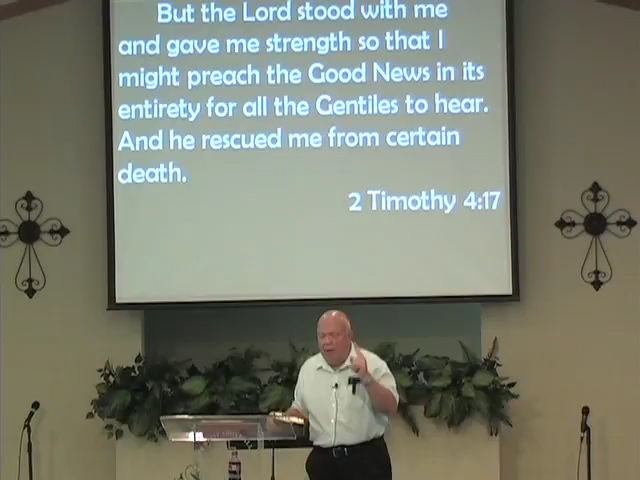 But the Lord stood with me
and gave me strength so that I
might preach the Good News in its
entirety for all the Gentiles to hear.
And he rescued me from certain
death.
2 Timothy 4:17